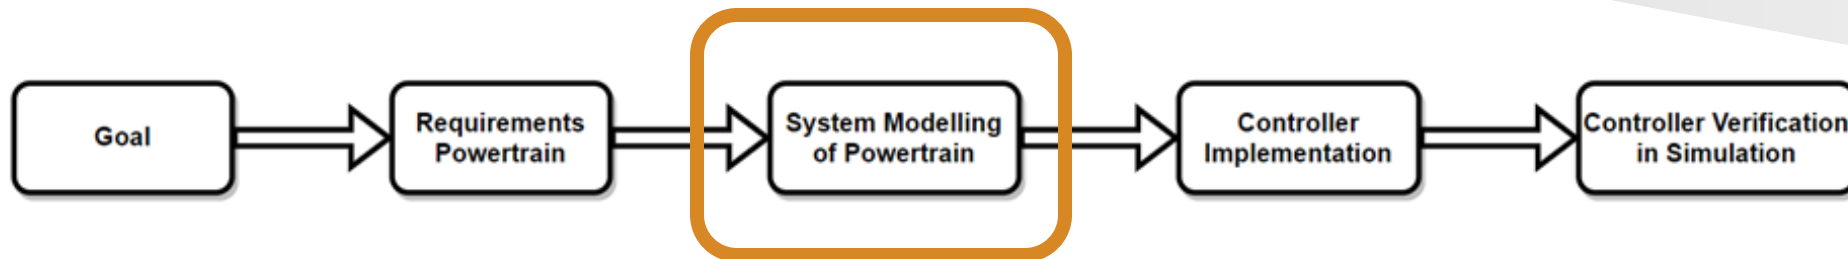 Goal
Requirements
Powertrain
System Modelling
of Powertrain
Controller
Implementation
Controller Verification
in Simulation